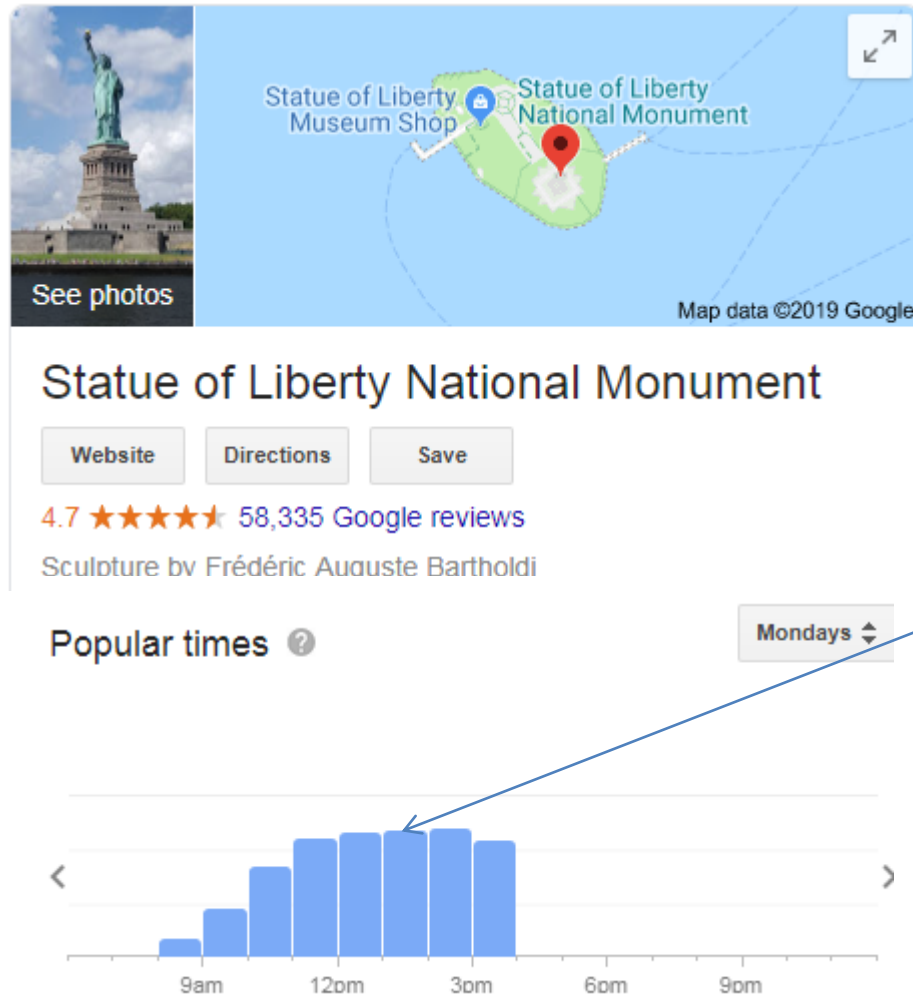 Statue of Liberty
Museum Shop
Statue of Liberty
National Monument
See photos
Map data ©2019 Google
Statue of Liberty National Monument
Website Directions Save
4.7 ★★★★★ 58,335 Google reviews
Sculpture by Frédéric Auguste Bartholdi
Popular times ?
Mondays
9am 12pm 3pm 6pm 9pm